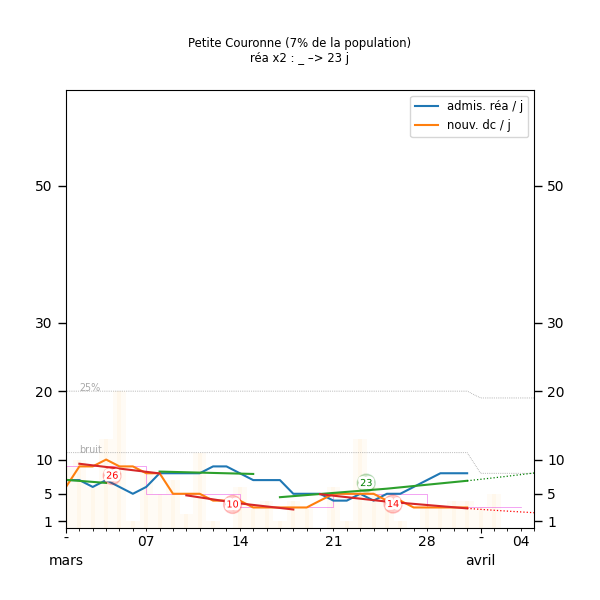 Petite Couronne (7% de la population)
réa x2 : _ –> 23 j
admis. réa / j
nouv. dc / j
50 50
30 30
25%
20 20
bruit
10 10
26
23
5 5
10 14
1 1
- 07 14 21 28 - 04
mars avril